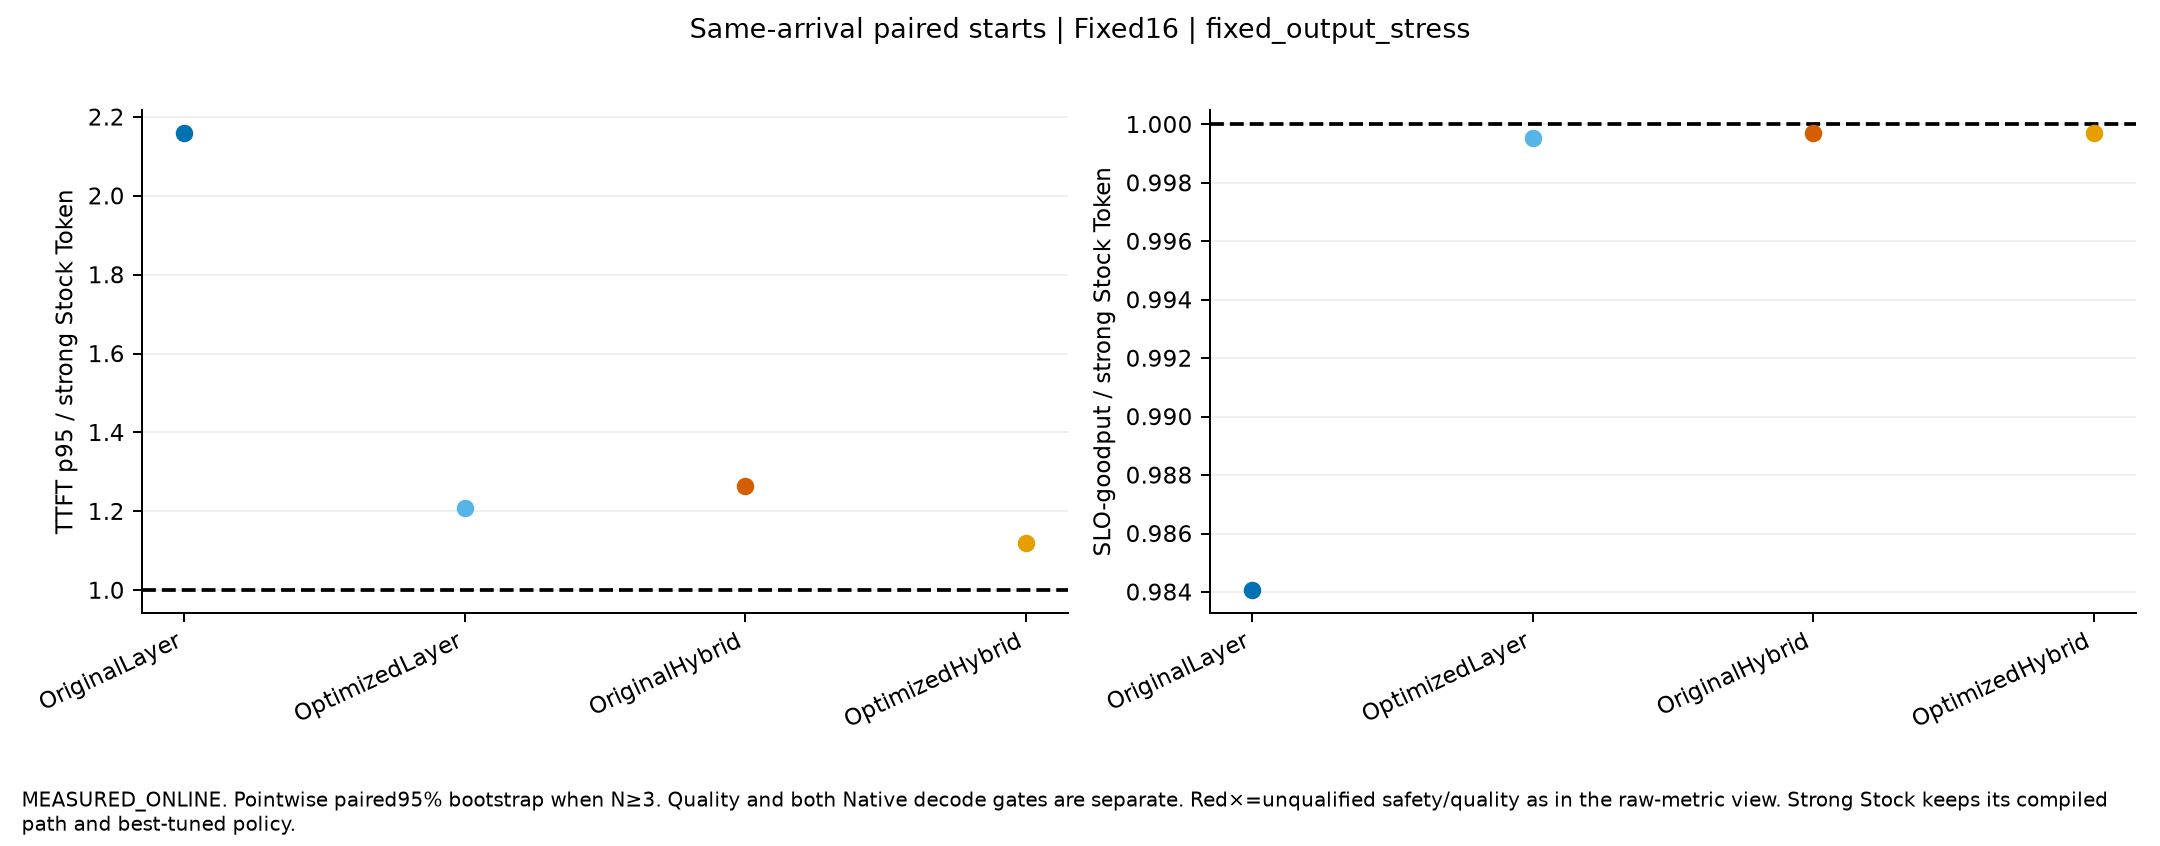 Same-arrival paired starts | Fixed16 | fixed_output_stress
TTFT p95 / strong Stock Token
2.2
2.0
1.8
1.6
1.4
1.2
1.0
OriginalLayer
OptimizedLayer
OriginalHybrid
OptimizedHybrid
SLO-goodput / strong Stock Token
1.000
0.998
0.996
0.994
0.992
0.990
0.988
0.986
0.984
OriginalLayer
OptimizedLayer
OriginalHybrid
OptimizedHybrid
MEASURED_ONLINE. Pointwise paired95% bootstrap when N≥3. Quality and both Native decode gates are separate. Red×=unqualified safety/quality as in the raw-metric view. Strong Stock keeps its compiled
path and best-tuned policy.